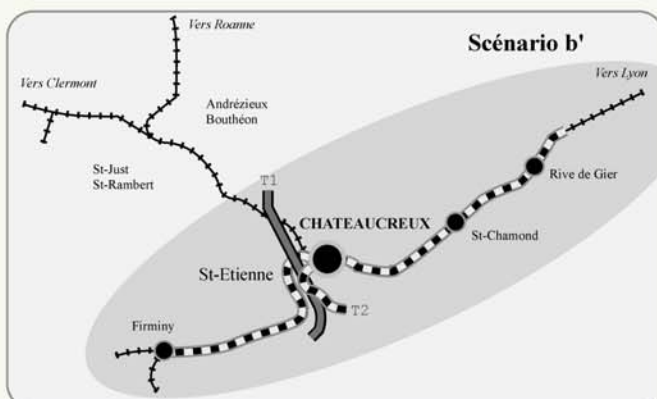 Vers Roanne
Scénario b'
Vers Clermont
Vers Lyon
Andrézieux
Bouthéon
St-Just
St-Rambert
Rive de Gier
T1
CHATEAUCREUX
St-Chamond
St-Etienne
T2
Firminy